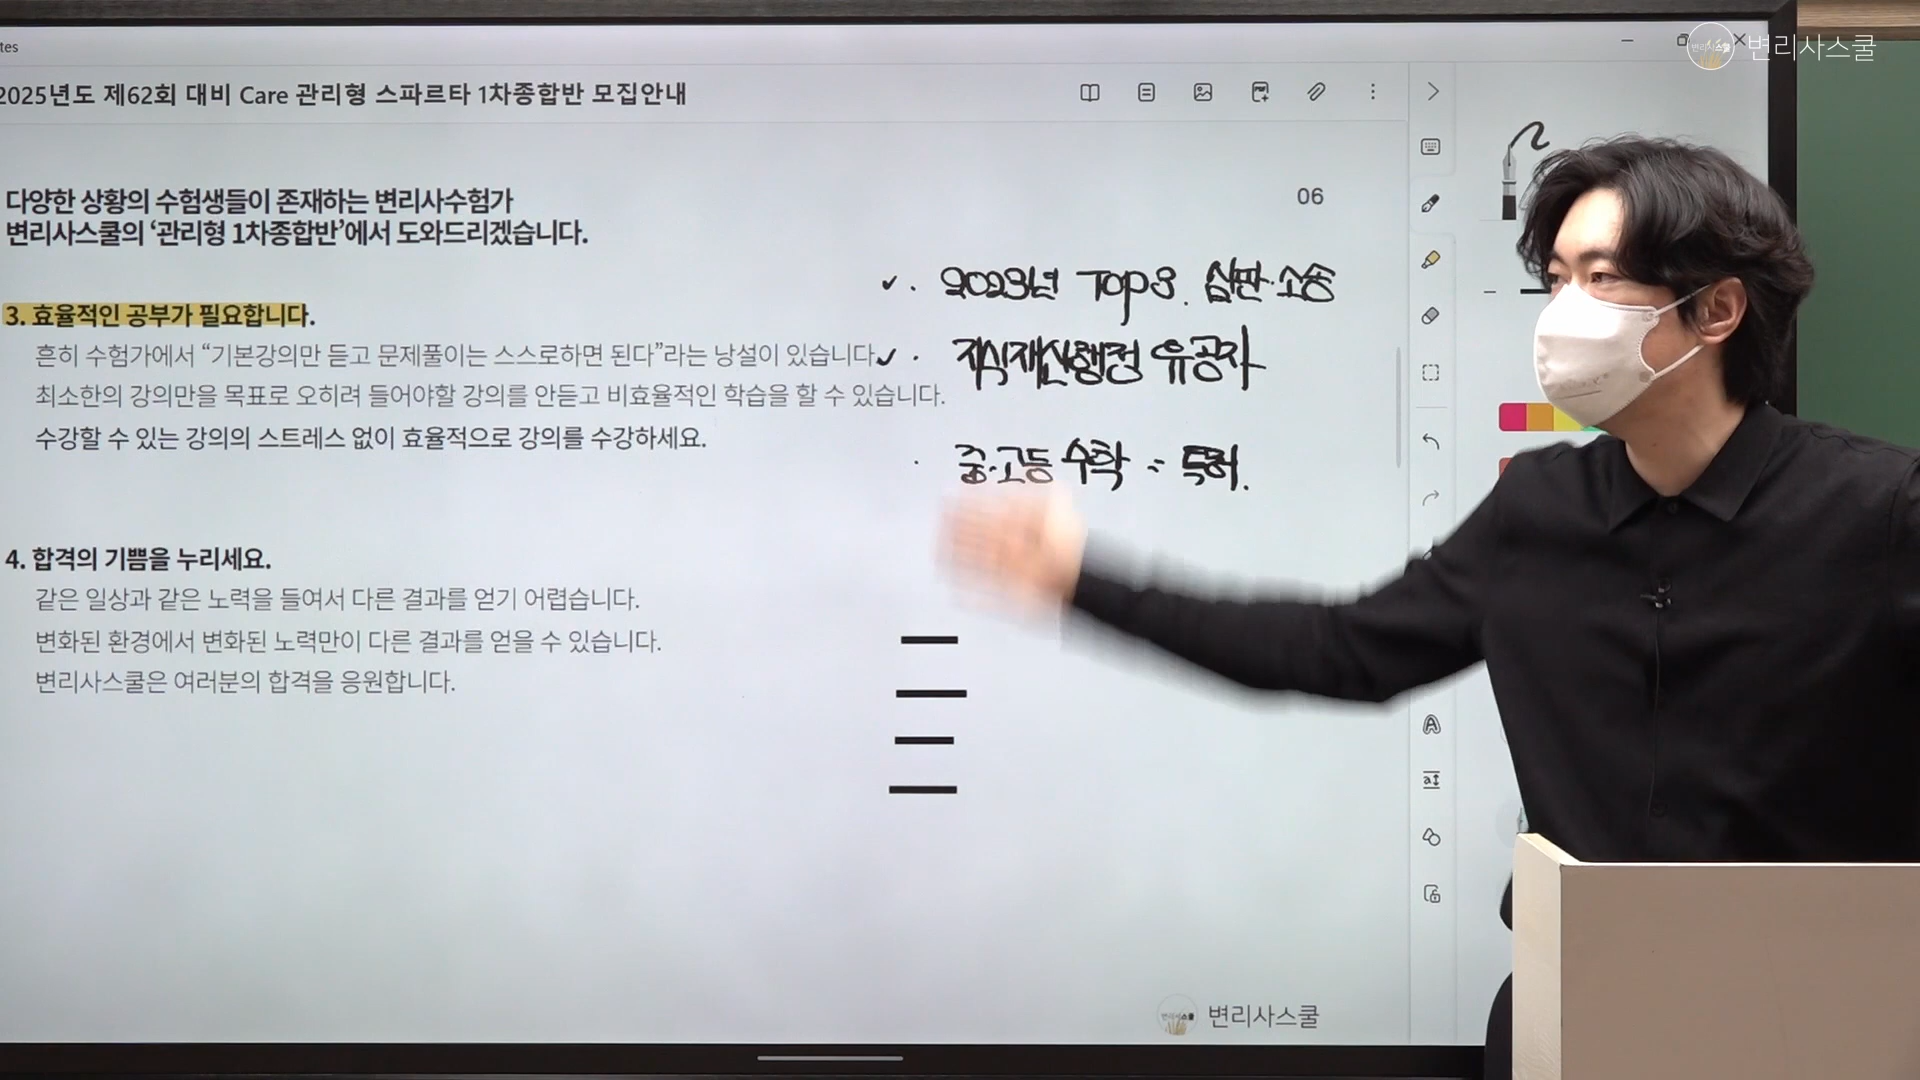 tes
변리사스쿨
2025년도 제62회 대비 Care 관리형 스파르타 1차종합반 모집안내
06
다양한 상황의 수험생들이 존재하는 변리사수험가
변리사스쿨의 ‘관리형 1차종합반’에서 도와드리겠습니다.
3. 효율적인 공부가 필요합니다.
흔히 수험가에서 “기본강의만 듣고 문제풀이는 스스로하면 된다”라는 낭설이 있습니다.
최소한의 강의만을 목표로 오히려 들어야할 강의를 안듣고 비효율적인 학습을 할 수 있습니다.
수강할 수 있는 강의의 스트레스 없이 효율적으로 강의를 수강하세요.
4. 합격의 기쁨을 누리세요.
같은 일상과 같은 노력을 들여서 다른 결과를 얻기 어렵습니다.
변화된 환경에서 변화된 노력만이 다른 결과를 얻을 수 있습니다.
변리사스쿨은 여러분의 합격을 응원합니다.
✓ · 2023년 Top3. 심판·소송
✓ · 지식재산행정 유공자
· 중·고등 수학 = 특허.
변리사스쿨